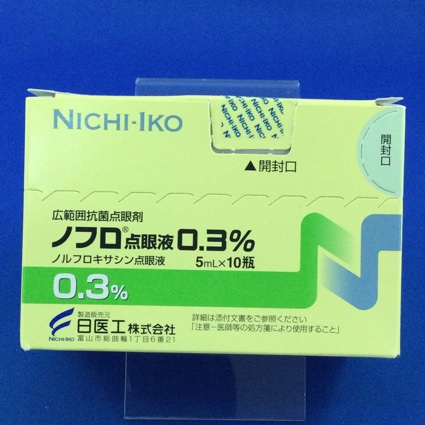 NICHI-IKO
▲開封口
開封口
広範囲抗菌点眼剤
ノフロ®点眼液0.3%
ノルフロキサシン点眼液 5mL×10瓶
0.3%
製造販売元
日医工株式会社
NICHI-IKO 富山市総曲輪1丁目6番21
詳細は添付文書をご参照ください
「注意-医師等の処方箋により使用すること」